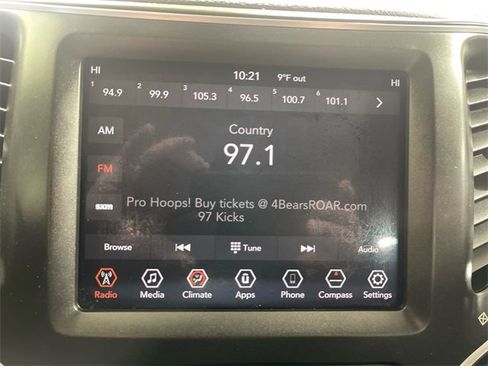 HI 10:21 9°F out HI
1 94.9 2 99.9 3 105.3 4 96.5 5 100.7 6 101.1
AM
Country
97.1
FM
Pro Hoops! Buy tickets @ 4BearsROAR.com
sxm
97 Kicks
Browse Tune Audio
Radio Media Climate Apps Phone Compass Settings